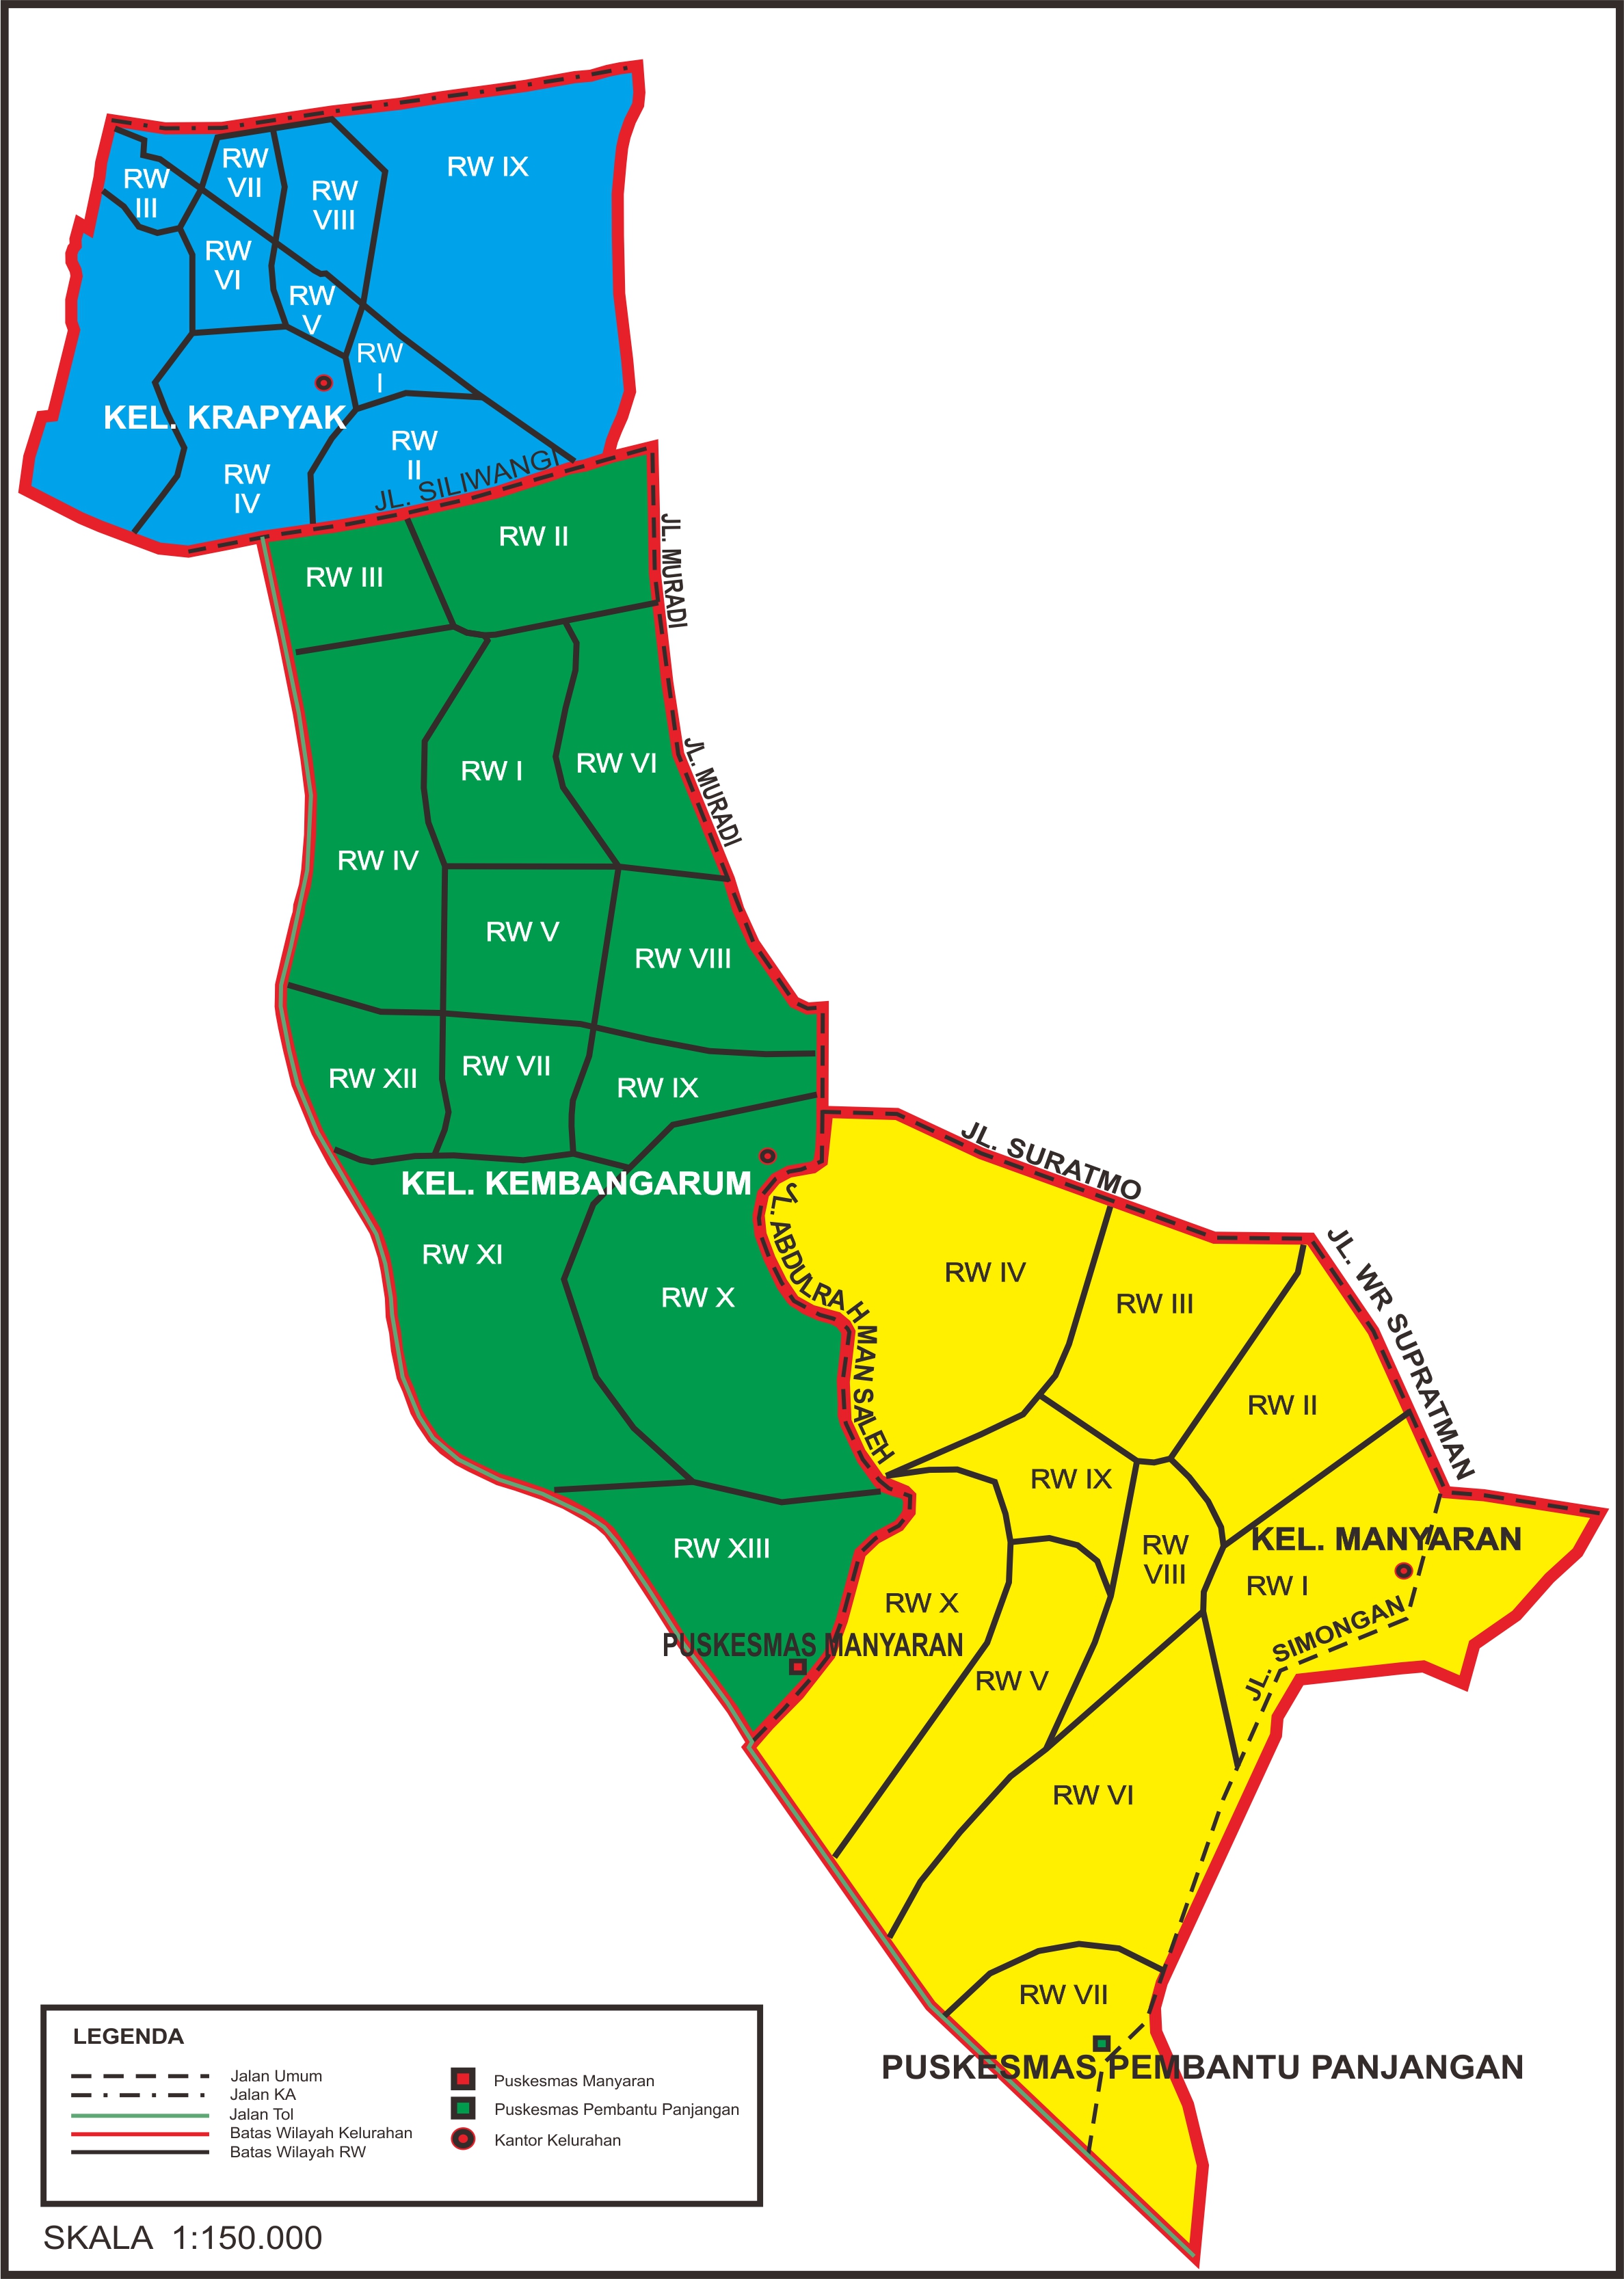 RW IX
RW
VII
RW
III
RW
VIII
RW
VI
RW
V
RW
I
KEL. KRAPYAK
RW
II
RW
IV
JL. SILIWANGI
RW II
JL. MURADI
RW III
RW I
RW VI
JL. MURADI
RW IV
RW V
RW VIII
RW XII
RW VII
RW IX
KEL. KEMBANGARUM
RW XI
RW X
JL. ABDULRAHMAN SALEH
JL. SURATMO
JL. WR SUPRATMAN
RW IV
RW III
RW II
RW IX
RW
VIII
KEL. MANYARAN
RW I
RW XIII
RW X
PUSKESMAS MANYARAN
JL. SIMONGAN
RW V
RW VI
RW VII
PUSKESMAS PEMBANTU PANJANGAN
LEGENDA
Jalan Umum
Jalan KA
Jalan Tol
Batas Wilayah Kelurahan
Batas Wilayah RW
Puskesmas Manyaran
Puskesmas Pembantu Panjangan
Kantor Kelurahan
SKALA 1:150.000